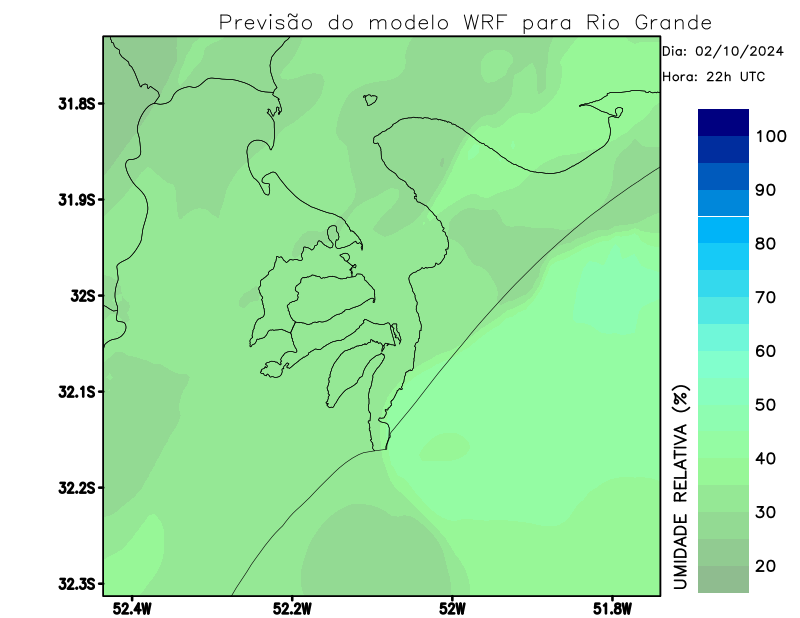 Previsão do modelo WRF para Rio Grande
Dia: 02/10/2024
Hora: 22h UTC
31.8S
31.9S
32S
32.1S
32.2S
32.3S
52.4W
52.2W
52W
51.8W
UMIDADE RELATIVA (%)
100
90
80
70
60
50
40
30
20